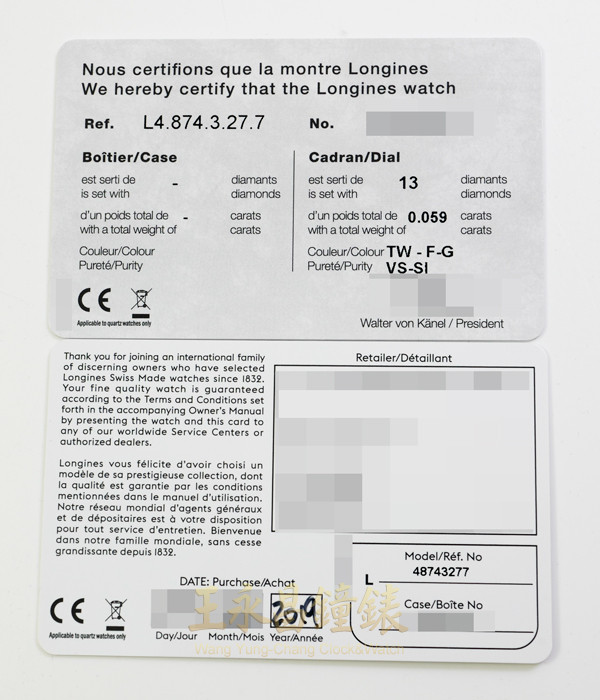 Nous certifions que la montre Longines
We hereby certify that the Longines watch
Ref. L4.874.3.27.7 No.
Boîtier/Case
est serti de - diamants
is set with diamonds
d'un poids total de - carats
with a total weight of carats
Couleur/Colour
Pureté/Purity
CE
Applicable to quartz watches only
Cadran/Dial
est serti de 13 diamants
is set with diamonds
d'un poids total de 0.059 carats
with a total weight of carats
Couleur/Colour TW - F-G
Pureté/Purity VS-SI
Walter von Känel / President
Thank you for joining an international family
of discerning owners who have selected
Longines Swiss Made watches since 1832.
Your fine quality watch is guaranteed
according to the Terms and Conditions set
forth in the accompanying Owner's Manual
by presenting the watch and this card to
any of our worldwide Service Centers or
authorized dealers.
Longines vous félicite d'avoir choisi un
modèle de sa prestigieuse collection, dont
la qualité est garantie par les conditions
mentionnées dans le manuel d'utilisation.
Notre réseau mondial d'agents généraux
et de dépositaires est à votre disposition
pour tout service d'entretien. Bienvenue
dans notre famille mondiale, sans cesse
grandissante depuis 1832.
Retailer/Détaillant
Model/Réf. No
L 48743277
Case/Boîte No
DATE: Purchase/Achat
2019
Day/Jour Month/Mois Year/Année
CE
Applicable to quartz watches only
王永昌鐘錶
Wang Yung-Chang Clock&Watch